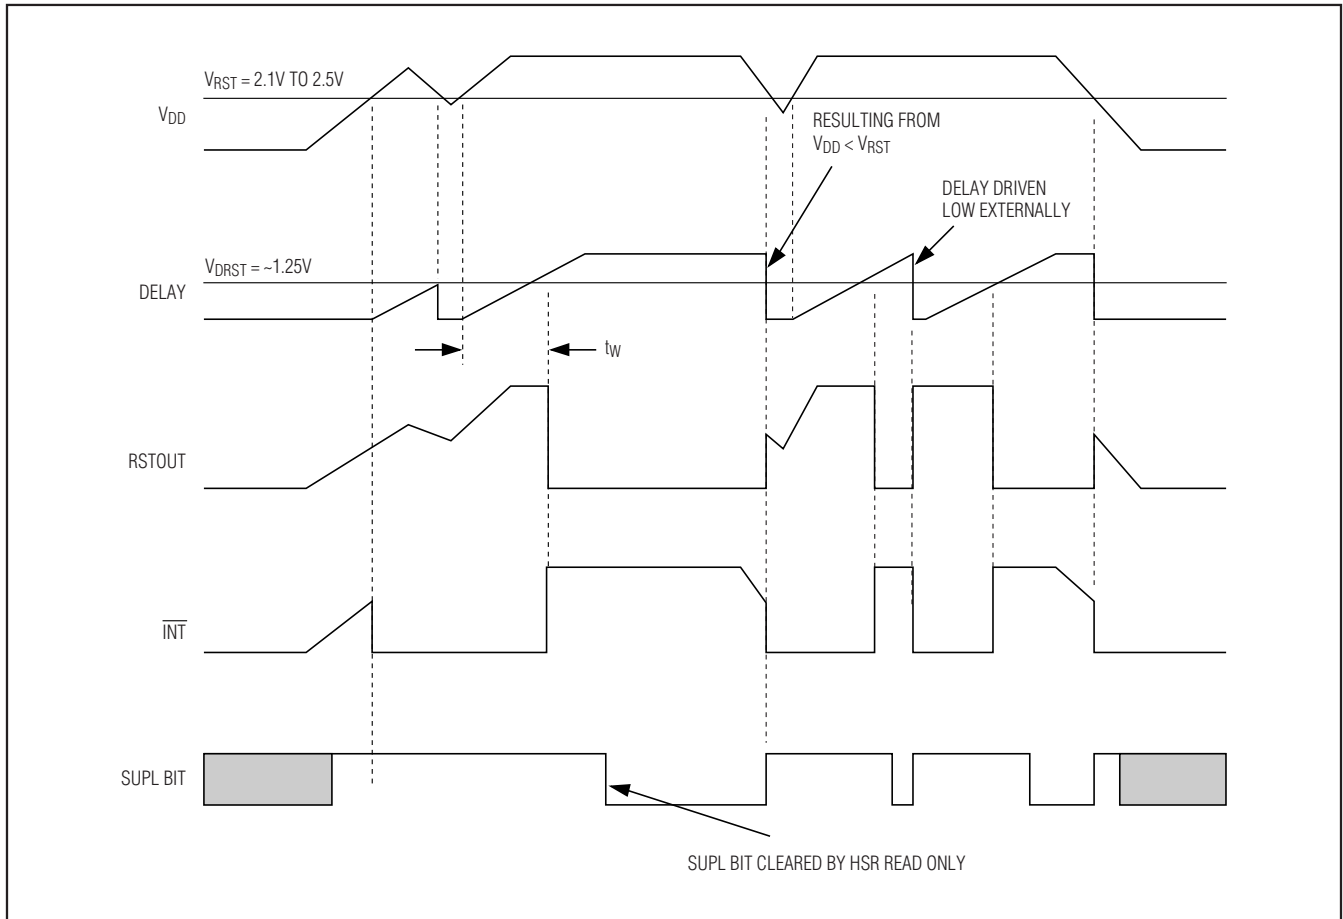 VRST = 2.1V TO 2.5V
VDD
RESULTING FROM
VDD < VRST
DELAY DRIVEN
LOW EXTERNALLY
VDRST = ~1.25V
DELAY
tW
RSTOUT
INT
SUPL BIT
SUPL BIT CLEARED BY HSR READ ONLY